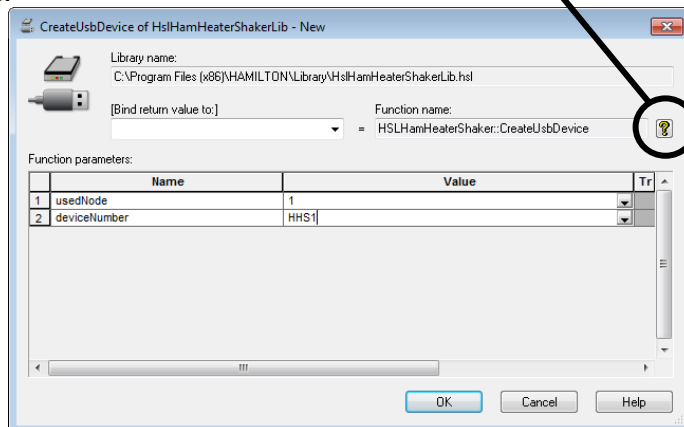 CreateUsbDevice of HslHamHeaterShakerLib - New
Library name:
C:\Program Files (x86)\HAMILTON\Library\HslHamHeaterShakerLib.hsl
[Bind return value to:]
Function name:
= HSLHamHeaterShaker::CreateUsbDevice
?
Function parameters:
Name Value Tr
1 usedNode 1
2 deviceNumber HHS1
OK Cancel Help